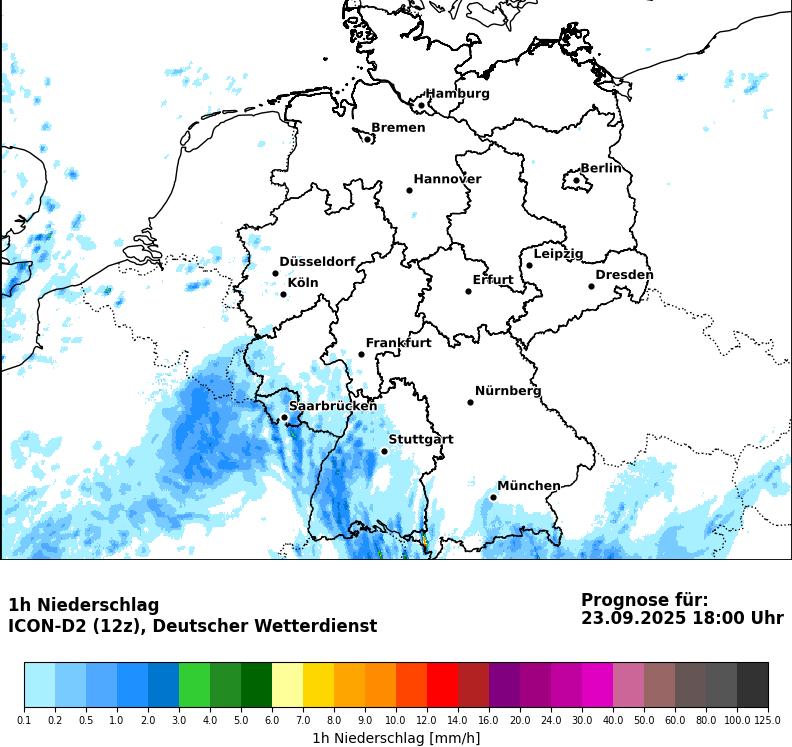 Hamburg
Bremen
Berlin
Hannover
Leipzig
Düsseldorf
Dresden
Köln
Erfurt
Frankfurt
Nürnberg
Saarbrücken
Stuttgart
München
1h Niederschlag
ICON-D2 (12z), Deutscher Wetterdienst
Prognose für:
23.09.2025 18:00 Uhr
0.1 0.2 0.5 1.0 2.0 3.0 4.0 5.0 6.0 7.0 8.0 9.0 10.0 12.0 14.0 16.0 20.0 24.0 30.0 40.0 50.0 60.0 80.0 100.0 125.0
1h Niederschlag [mm/h]